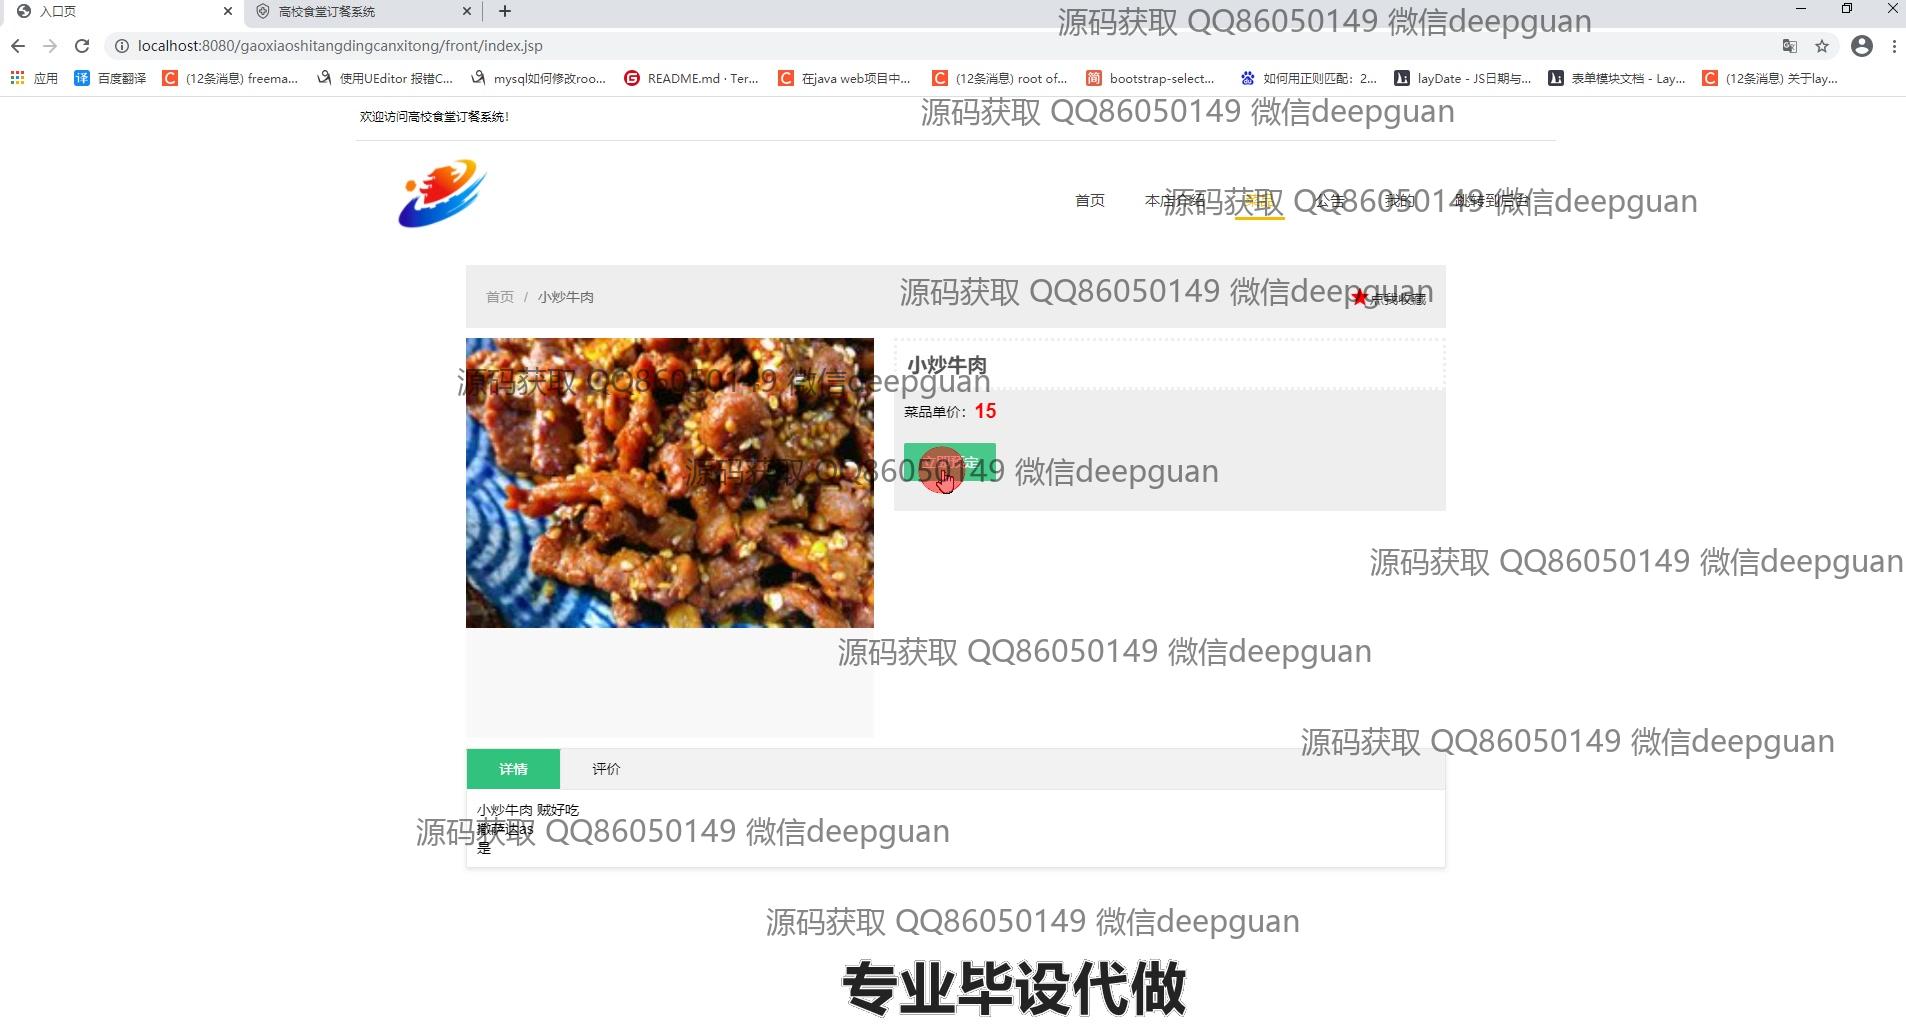 入口页
高校食堂订餐系统
源码获取 QQ86050149 微信deepguan
localhost:8080/gaoxiaoshitangdingcanxitong/front/index.jsp
应用
百度翻译
(12条消息) freema...
使用UEditor 报错C...
mysql如何修改roo...
README.md · Ter...
在java web项目中...
(12条消息) root of...
bootstrap-select...
如何用正则匹配：2...
layDate - JS日期与...
表单模块文档 - Lay...
(12条消息) 关于lay...
欢迎访问高校食堂订餐系统！
源码获取 QQ86050149 微信deepguan
首页
本店介绍
菜品
公告
我的
跳转到后台
源码获取 QQ86050149 微信deepguan
首页 / 小炒牛肉
点我收藏
源码获取 QQ86050149 微信deepguan
小炒牛肉
源码获取 QQ86050149 微信deepguan
菜品单价：15
立即预定
源码获取 QQ86050149 微信deepguan
源码获取 QQ86050149 微信deepguan
源码获取 QQ86050149 微信deepguan
源码获取 QQ86050149 微信deepguan
详情
评价
小炒牛肉 贼好吃
撒萨达as
源码获取 QQ86050149 微信deepguan
是
源码获取 QQ86050149 微信deepguan
专业毕设代做